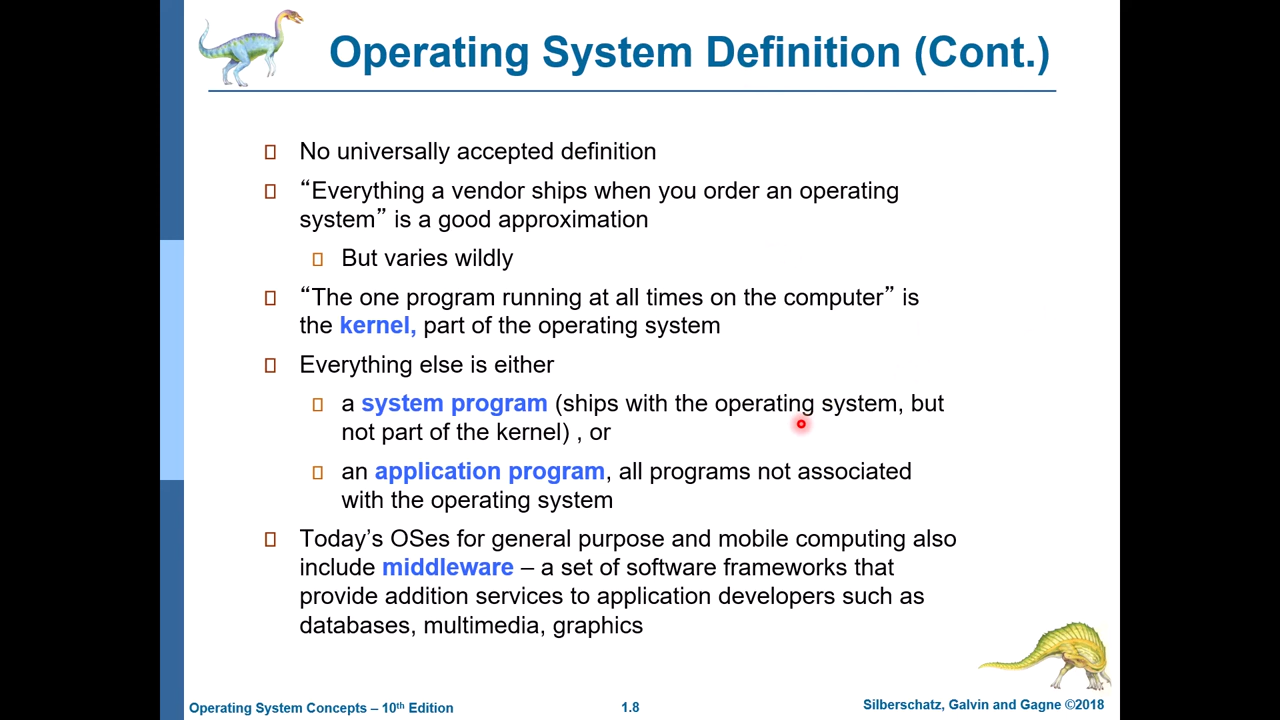 Operating System Definition (Cont.)
No universally accepted definition
“Everything a vendor ships when you order an operating
system” is a good approximation
But varies wildly
“The one program running at all times on the computer” is
the kernel, part of the operating system
Everything else is either
a system program (ships with the operating system, but
not part of the kernel) , or
an application program, all programs not associated
with the operating system
Today’s OSes for general purpose and mobile computing also
include middleware – a set of software frameworks that
provide addition services to application developers such as
databases, multimedia, graphics
Operating System Concepts – 10th Edition
1.8
Silberschatz, Galvin and Gagne ©2018